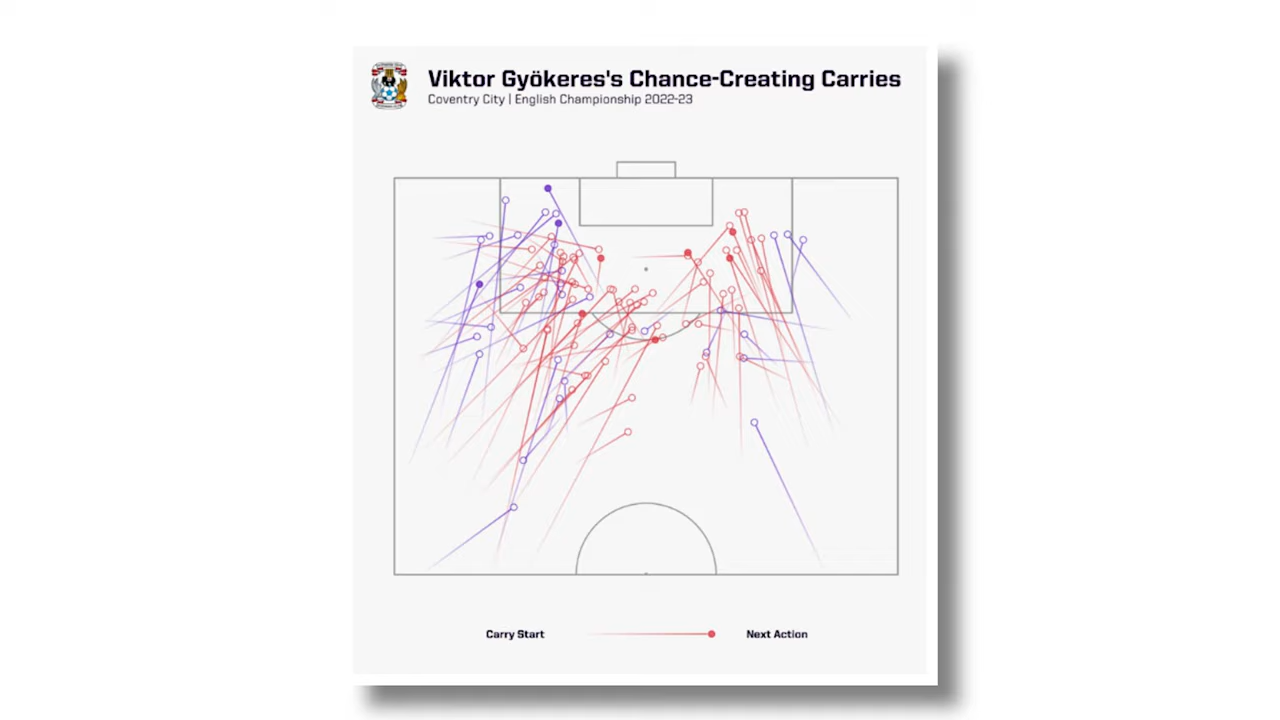 Viktor Gyökeres's Chance-Creating Carries
Coventry City | English Championship 2022-23
Carry Start
Next Action